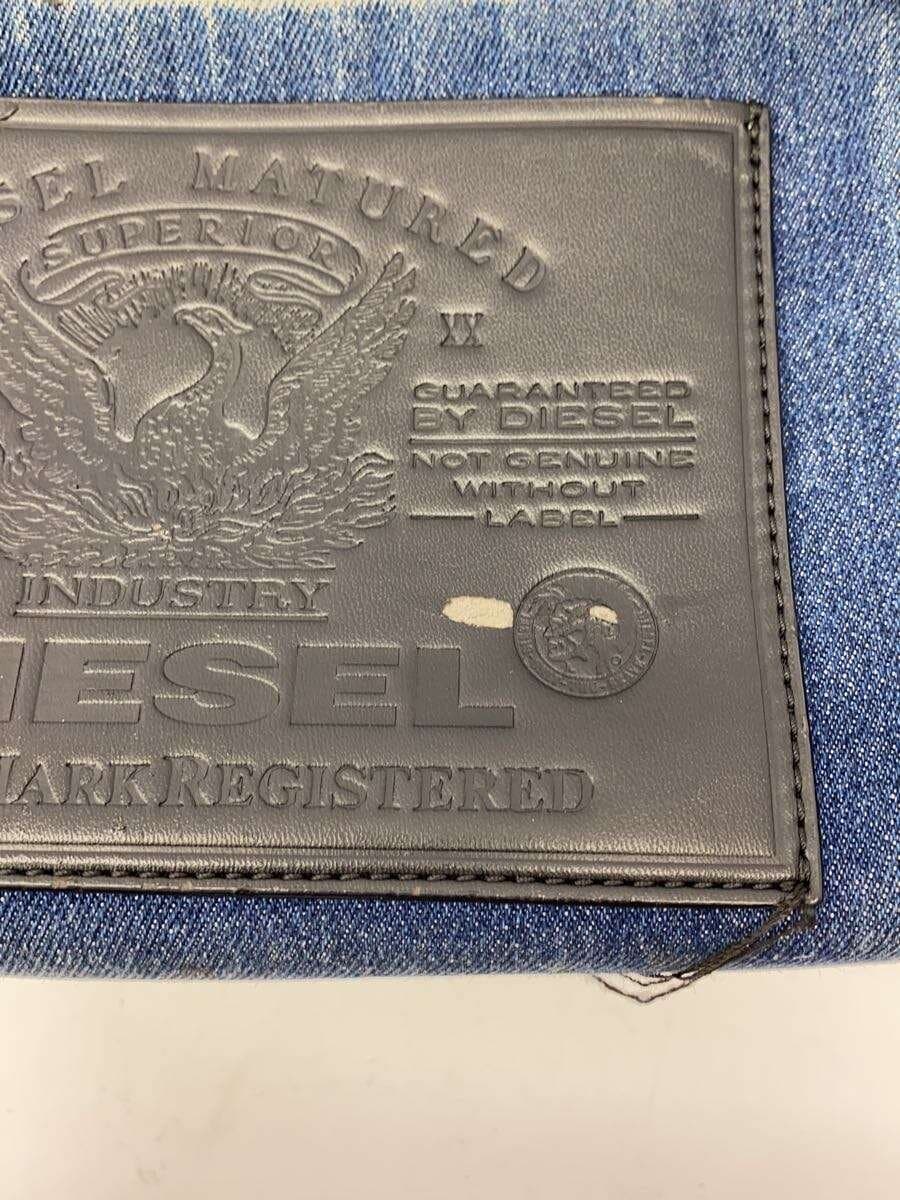 SEL MATURED
SUPERIOR
XX
GUARANTEED
BY DIESEL
NOT GENUINE
WITHOUT
LABEL
INDUSTRY
IESEL
MARK REGISTERED